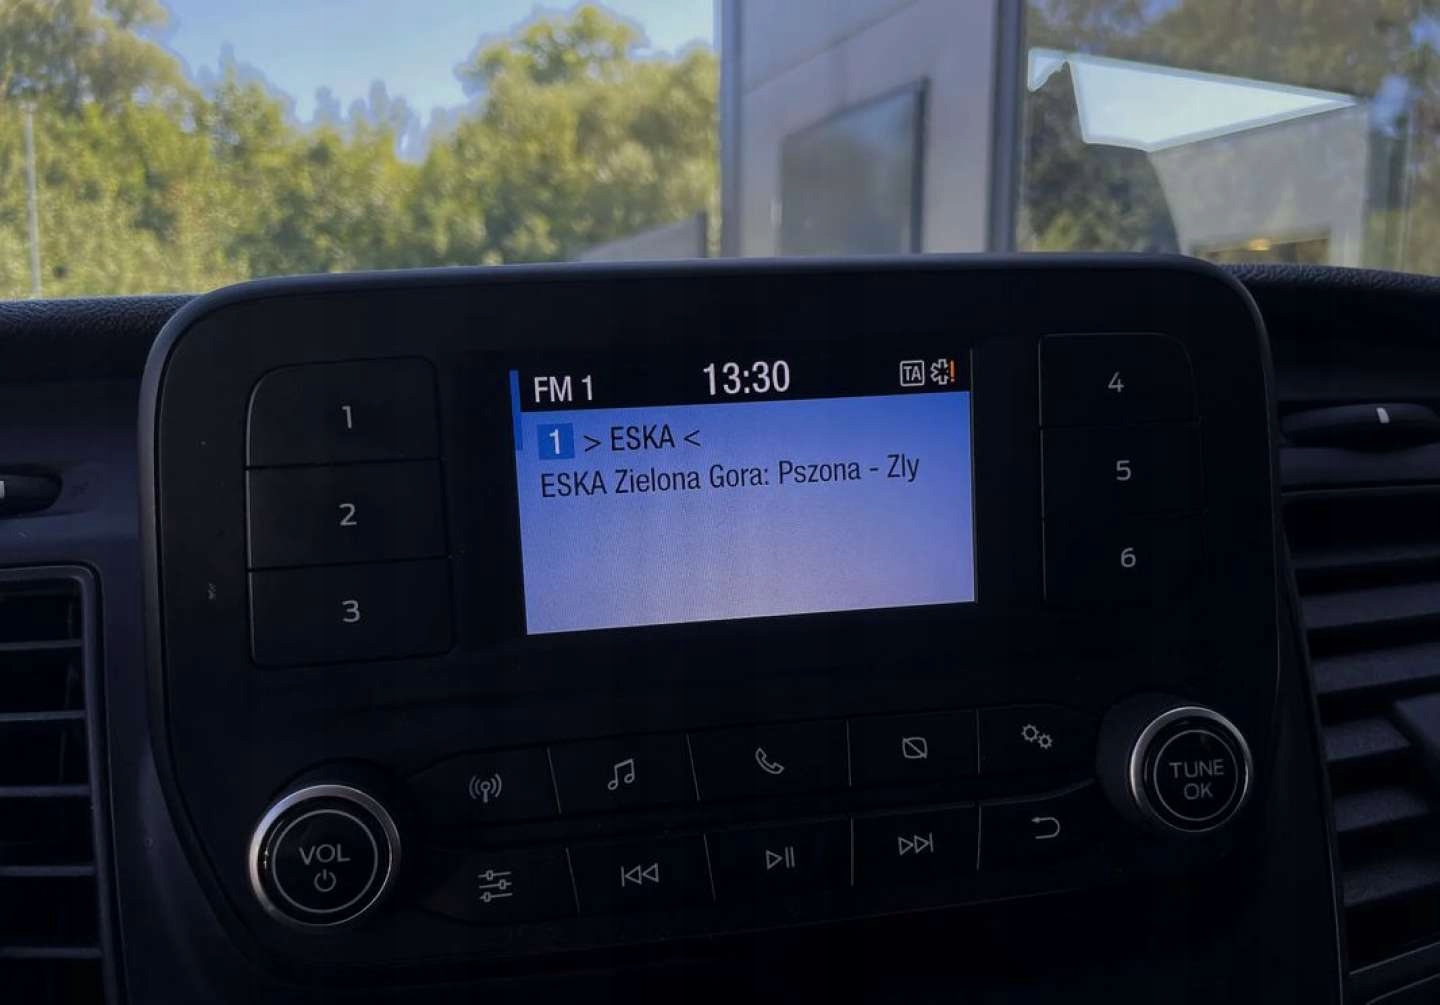 FM 1 13:30 TA
1 > ESKA <
ESKA Zielona Gora: Pszona - Zly
1
2
3
4
5
6
VOL
TUNE
OK